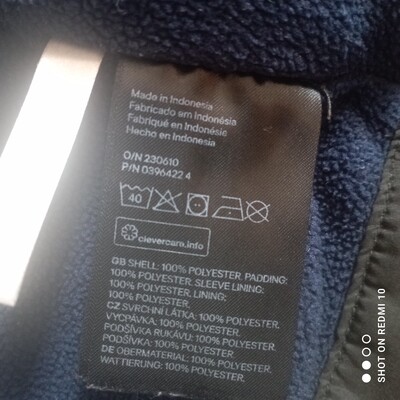 Made in Indonesia
Fabricado em Indonésia
Fabriqué en Indonésie
Hecho en Indonesia
O/N 230610
P/N 0396422 4
40
clevercare.info
GB SHELL: 100% POLYESTER. PADDING:
100% POLYESTER. SLEEVE LINING:
100% POLYESTER. LINING:
100% POLYESTER.
CZ SVRCHNÍ LÁTKA: 100% POLYESTER.
VYCPÁVKA: 100% POLYESTER.
PODŠÍVKA RUKÁVU: 100% POLYESTER.
PODŠÍVKA: 100% POLYESTER.
DE OBERMATERIAL: 100% POLYESTER.
WATTIERUNG: 100% POLYESTER.
SHOT ON REDMI 10